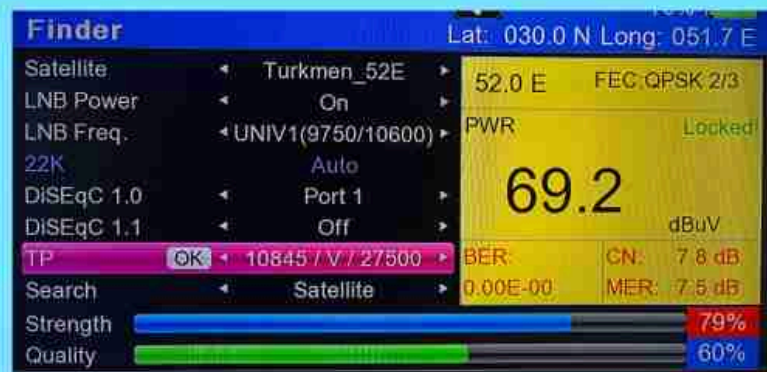 Finder
Lat: 030.0 N Long: 051.7 E
Satellite Turkmen_52E
LNB Power On
LNB Freq. UNIV1(9750/10600)
22K Auto
DiSEqC 1.0 Port 1
DiSEqC 1.1 Off
TP OK 10845 / V / 27500
Search Satellite
52.0 E FEC:QPSK 2/3
PWR Locked!
69.2
dBuV
BER: CN: 7.8 dB
0.00E-00 MER: 7.5 dB
Strength 79%
Quality 60%